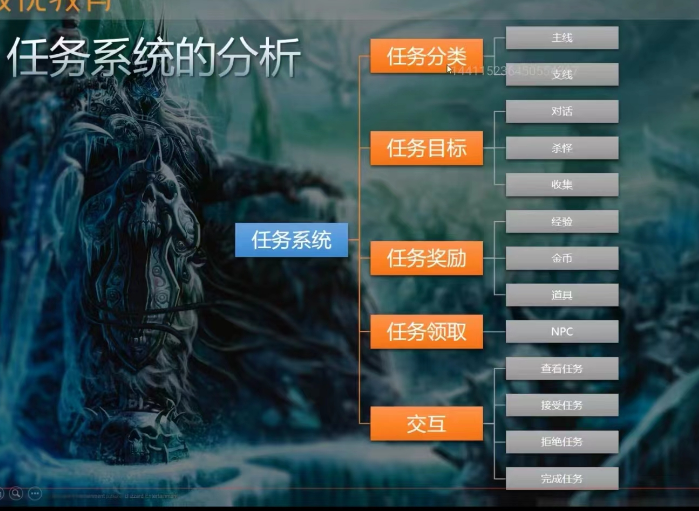 任务系统的分析
任务系统
任务分类
主线
支线
任务目标
对话
杀怪
收集
任务奖励
经验
金币
道具
任务领取
NPC
交互
查看任务
接受任务
拒绝任务
完成任务